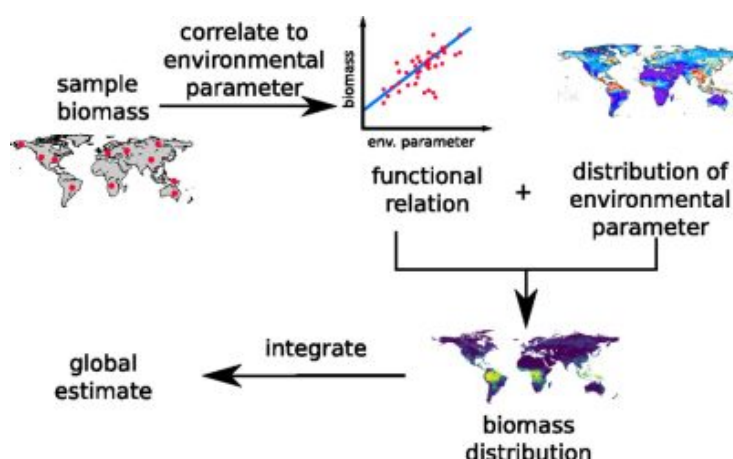 sample
biomass
correlate to
environmental
parameter
biomass
env. parameter
functional
relation
+
distribution of
environmental
parameter
biomass
distribution
integrate
global
estimate